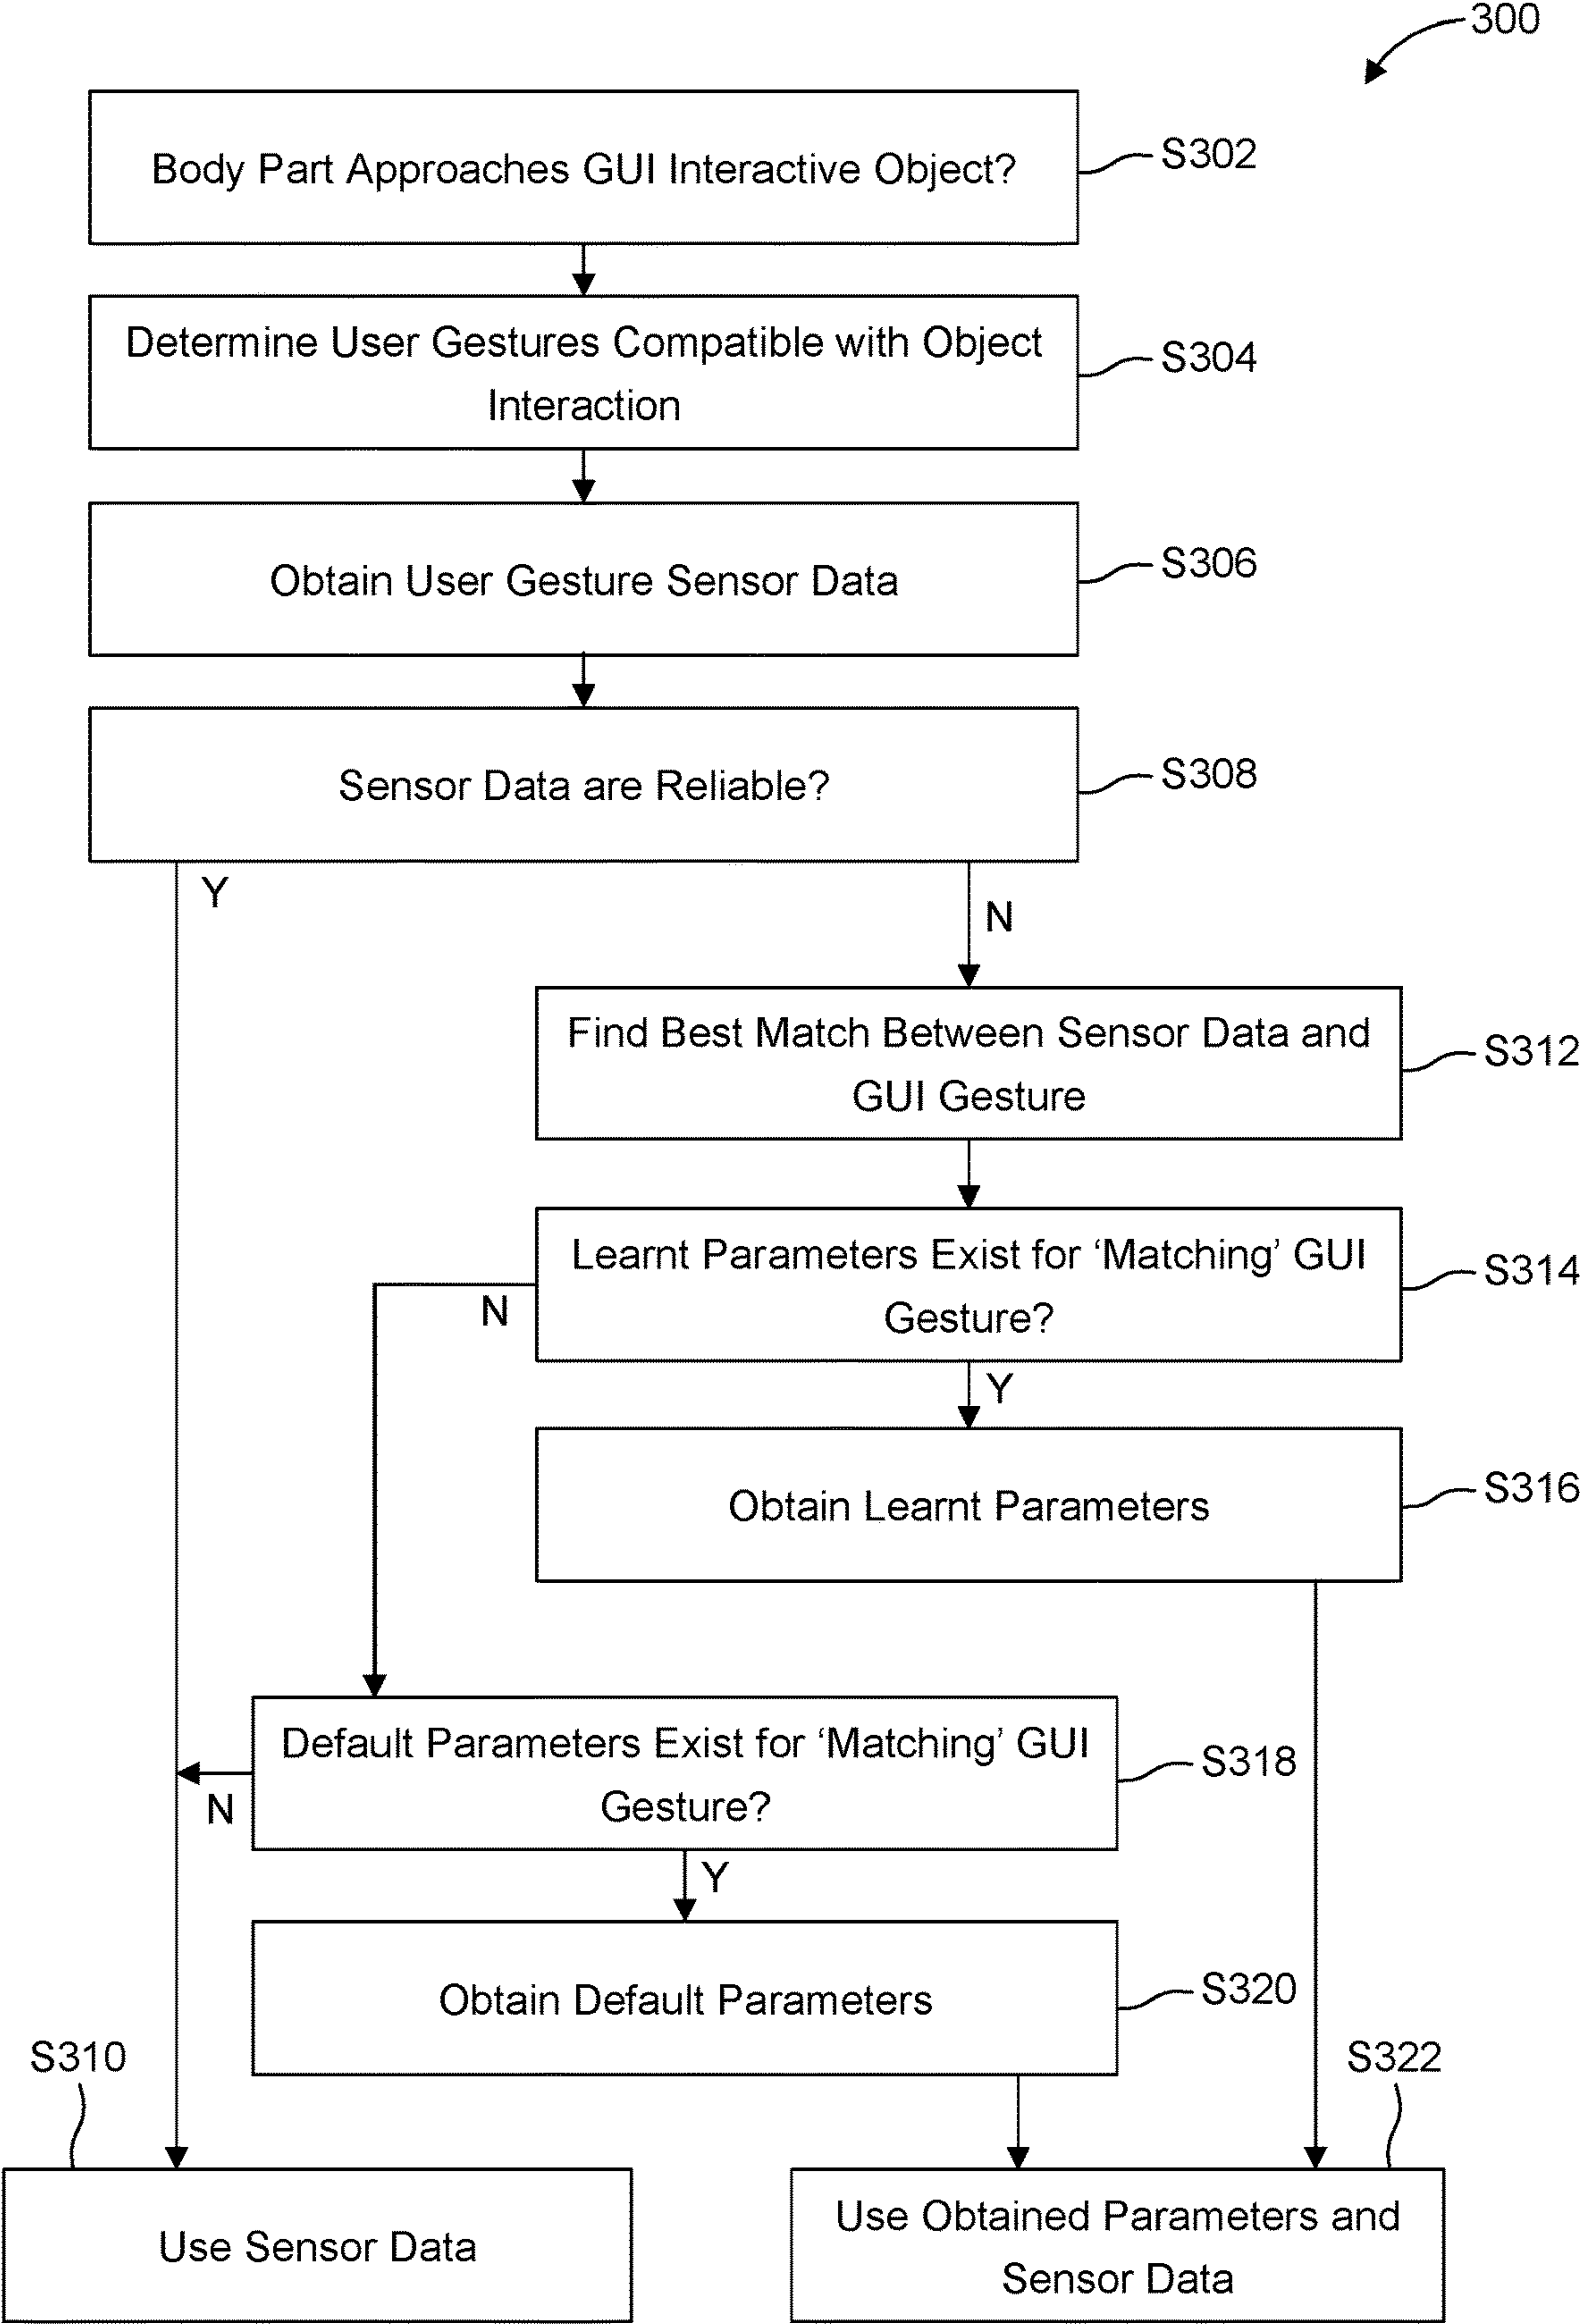 300
Body Part Approaches GUI Interactive Object?
S302
Determine User Gestures Compatible with Object
Interaction
S304
Obtain User Gesture Sensor Data
S306
Sensor Data are Reliable?
S308
Y
N
Find Best Match Between Sensor Data and
GUI Gesture
S312
Learnt Parameters Exist for ‘Matching’ GUI
Gesture?
S314
N
Y
Obtain Learnt Parameters
S316
Default Parameters Exist for ‘Matching’ GUI
Gesture?
S318
N
Y
Obtain Default Parameters
S320
S310
S322
Use Sensor Data
Use Obtained Parameters and
Sensor Data